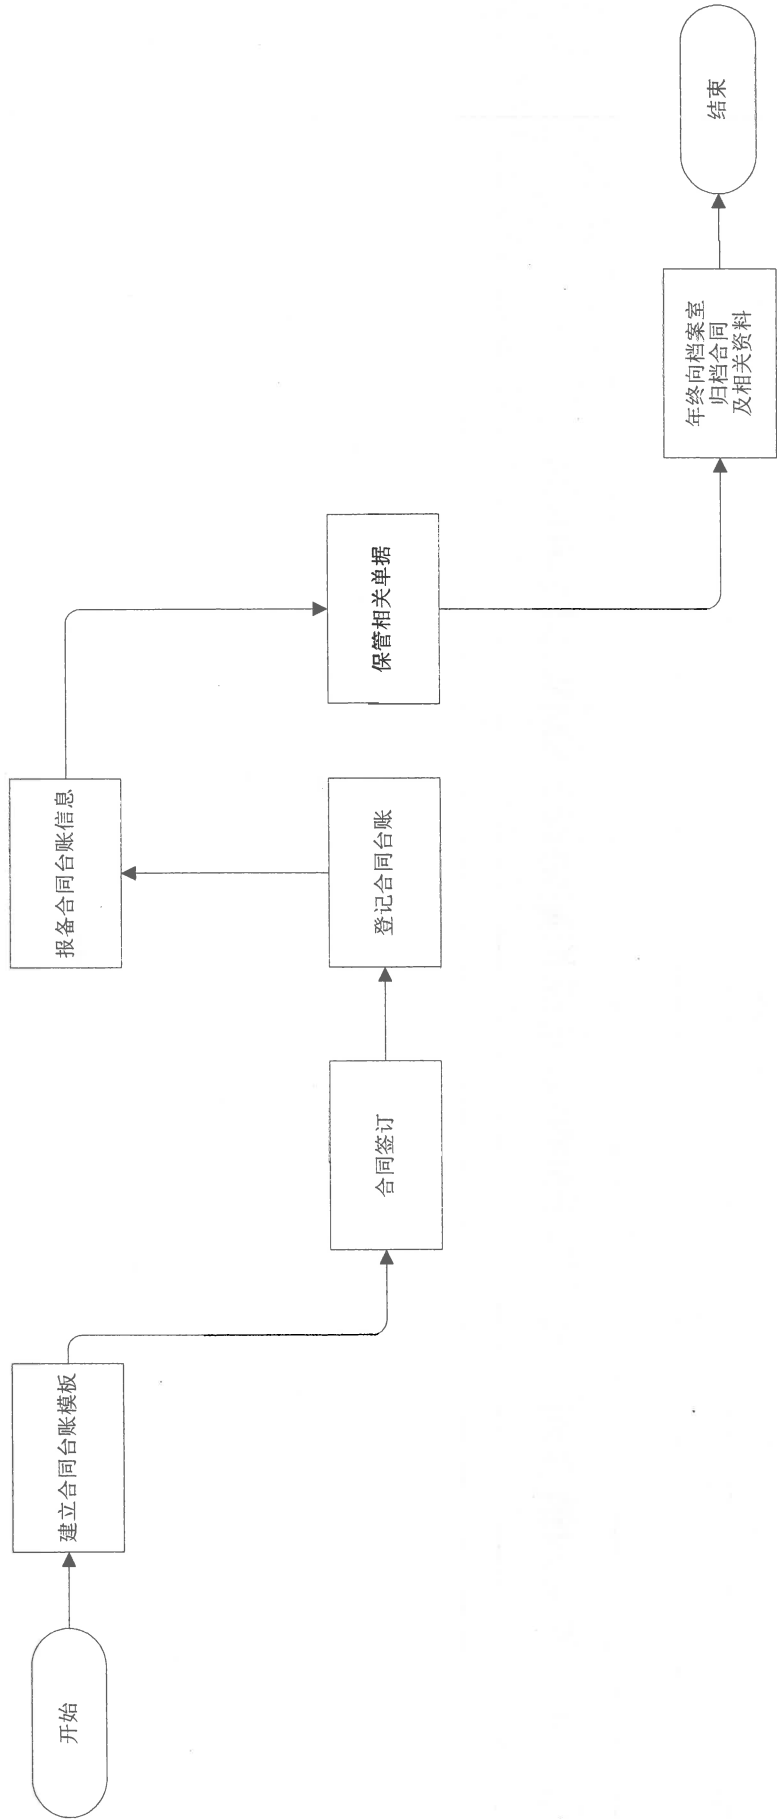 开始
建立合同台账模板
合同签订
登记合同台账
报备合同台账信息
保管相关单据
年终向档案室
归档合同
及相关资料
结束